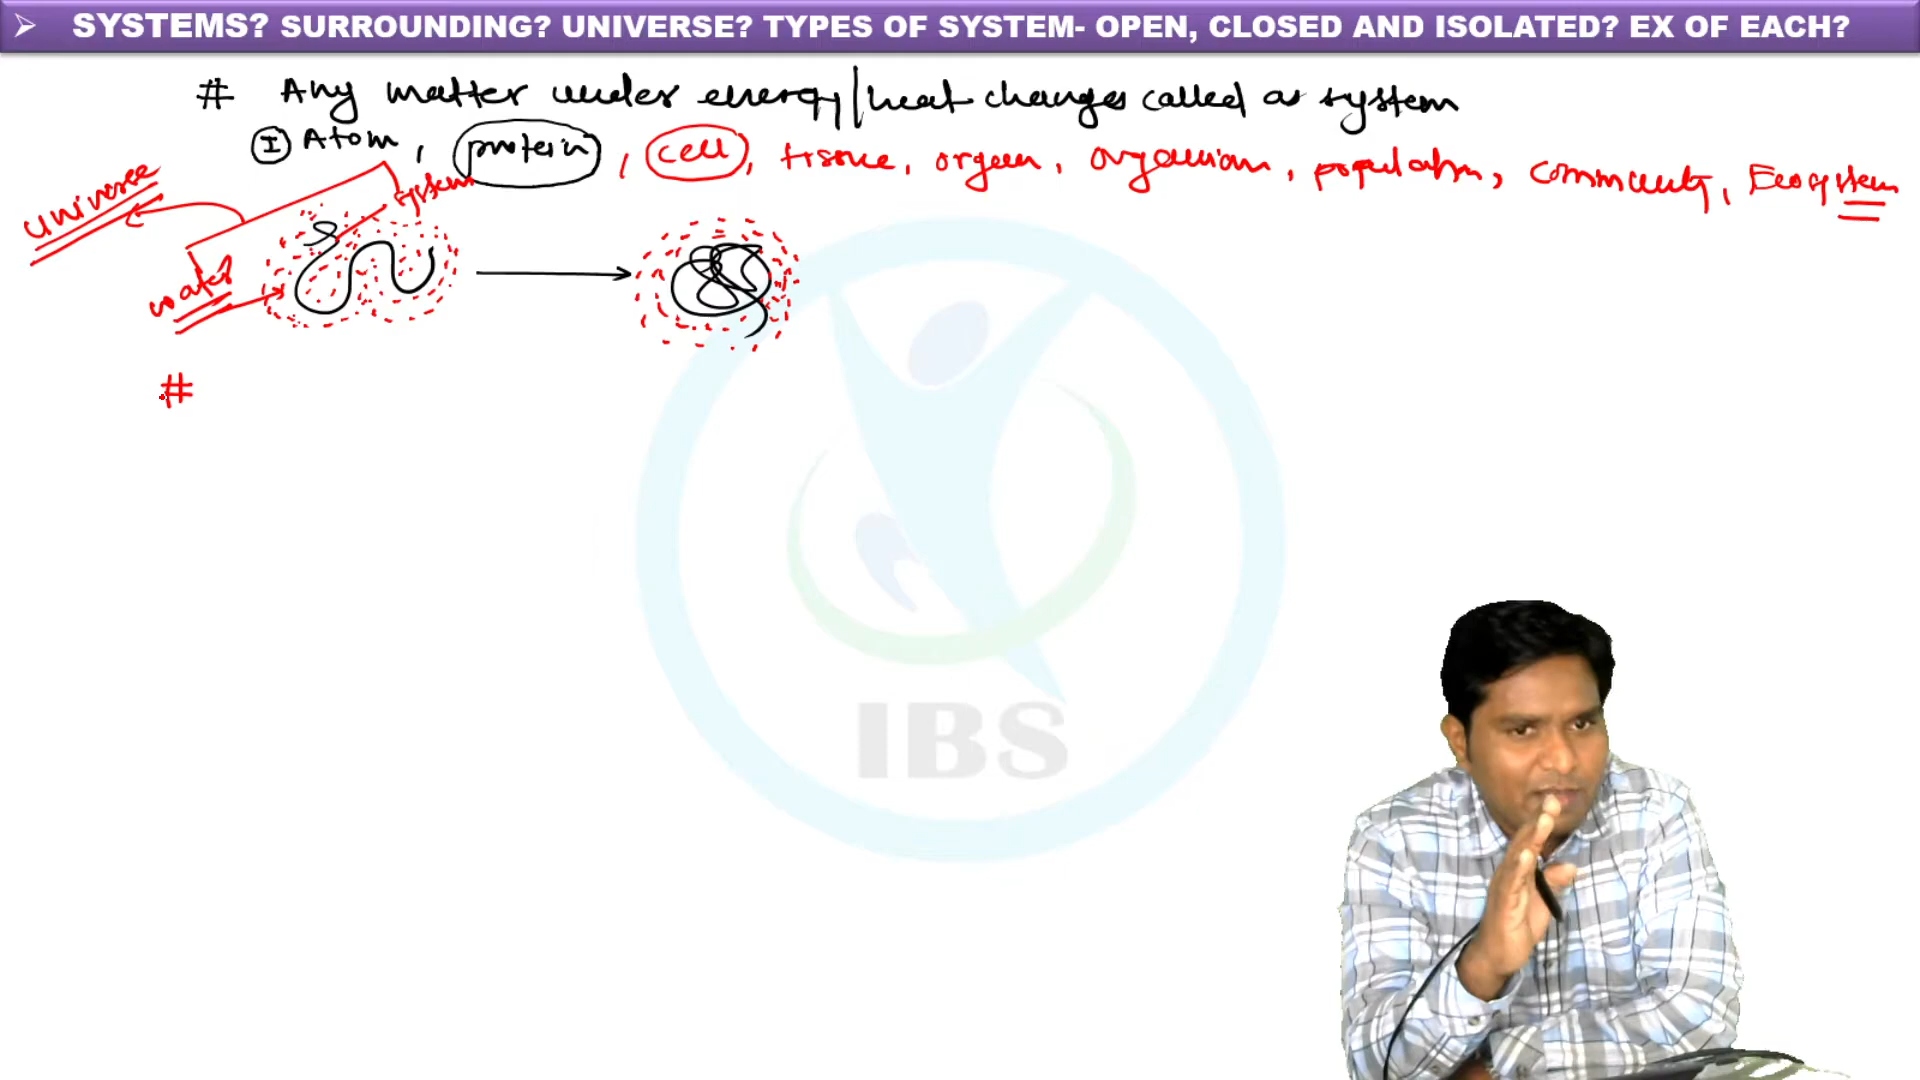 SYSTEMS? SURROUNDING? UNIVERSE? TYPES OF SYSTEM- OPEN, CLOSED AND ISOLATED? EX OF EACH?
# Any matter under energy/heat changes called as system
I Atom, protein, cell, tissue, organ, organism, population, community, Ecosystem
universe
system
water
#
IBS